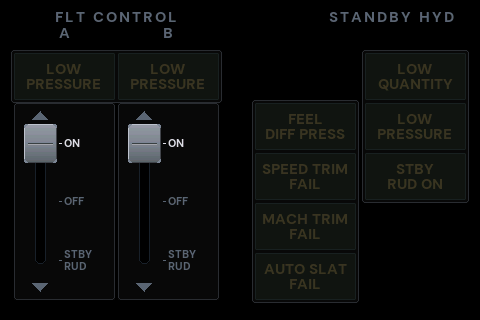 FLT CONTROL
A B
STANDBY HYD
LOW
PRESSURE
LOW
PRESSURE
ON
OFF
STBY
RUD
ON
OFF
STBY
RUD
FEEL
DIFF PRESS
SPEED TRIM
FAIL
MACH TRIM
FAIL
AUTO SLAT
FAIL
LOW
QUANTITY
LOW
PRESSURE
STBY
RUD ON